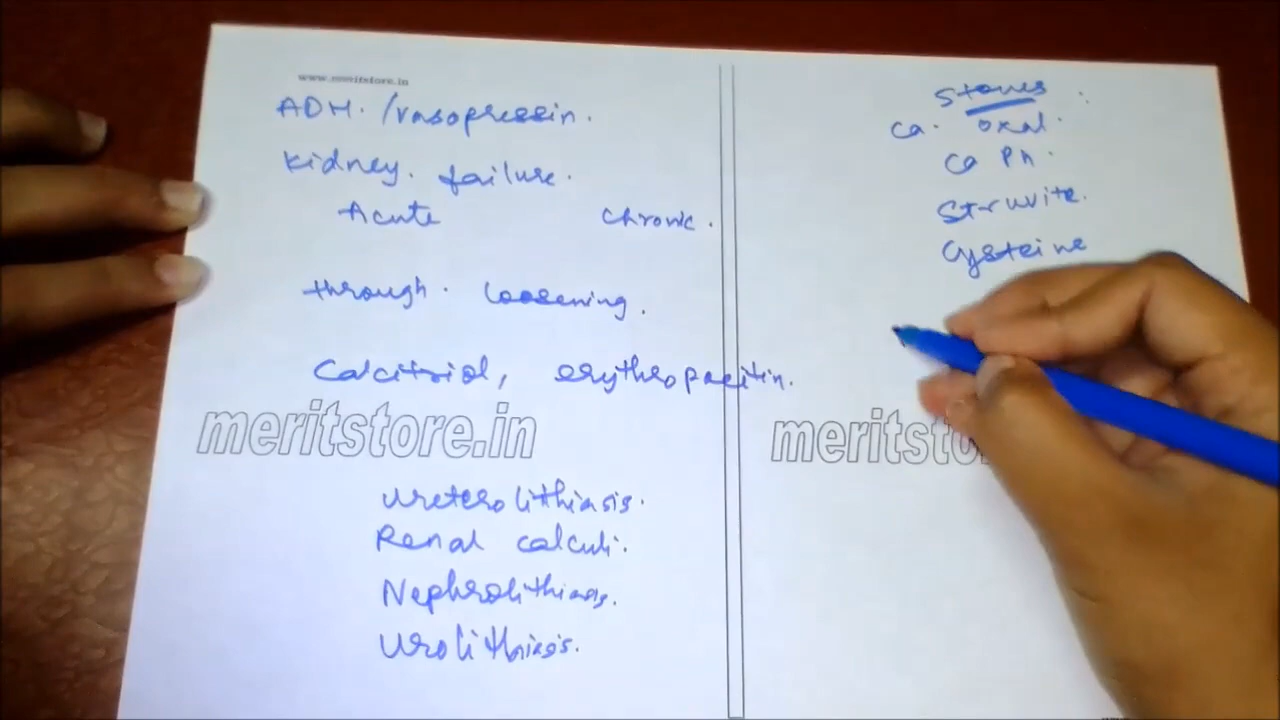 www.meritstore.in
ADH. /vasopressin.
Kidney. failure.
Acute chronic.
through. loosening.
Calcitriol, erythropoeitin.
meritstore.in
Ureterolithiasis.
Renal calculi.
Nephrolithiasis.
Urolithiasis.
Stones :
Ca. oxal.
Ca Ph.
Struvite.
Cysteine